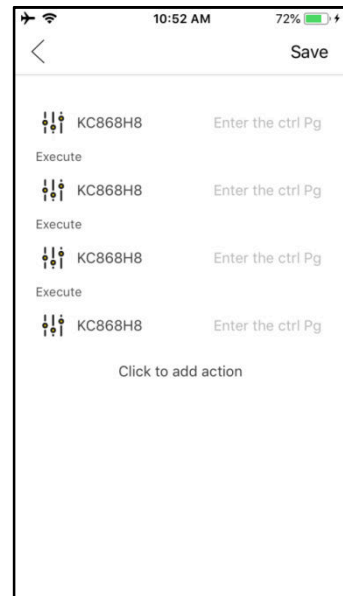 10:52 AM 72%
Save
KC868H8 Enter the ctrl Pg
Execute
KC868H8 Enter the ctrl Pg
Execute
KC868H8 Enter the ctrl Pg
Execute
KC868H8 Enter the ctrl Pg
Click to add action